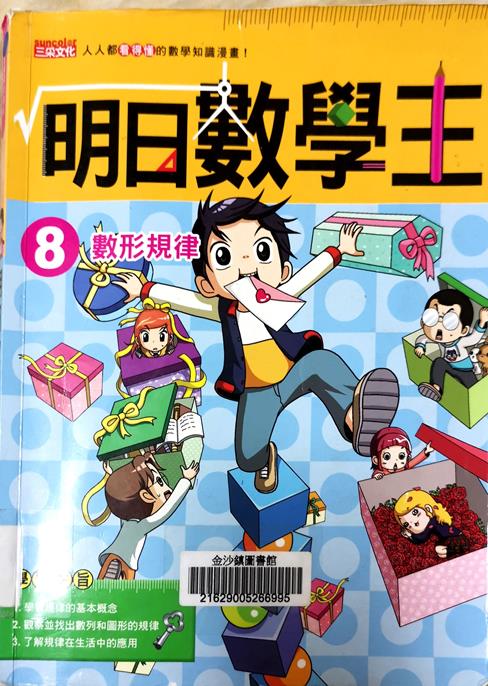 suncolor
三采文化
人人都看得懂的數學知識漫畫！
明日數學王
8 數形規律
金沙鎮圖書館
21629005266995
旨
1. 學習規律的基本概念
2. 觀察並找出數列和圖形的規律
3. 了解規律在生活中的應用